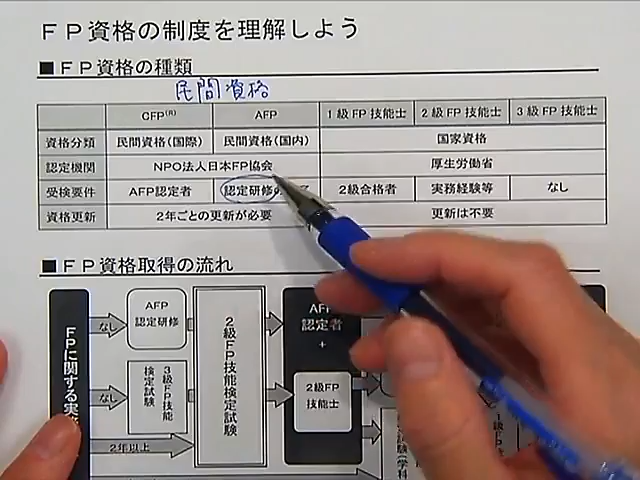 FP資格の制度を理解しよう
■FP資格の種類
民間資格
CFP(R) AFP 1級FP技能士 2級FP技能士 3級FP技能士
資格分類 民間資格(国際) 民間資格(国内) 国家資格
認定機関 NPO法人日本FP協会 厚生労働省
受検要件 AFP認定者 認定研修の 2級合格者 実務経験等 なし
資格更新 2年ごとの更新が必要 更新は不要
■FP資格取得の流れ
FPに関する実
なし
AFP
認定研修
なし
3級FP技能
検定試験
2年以上
2級FP技能検定試験
AFP
認定者
+
2級FP
技能士